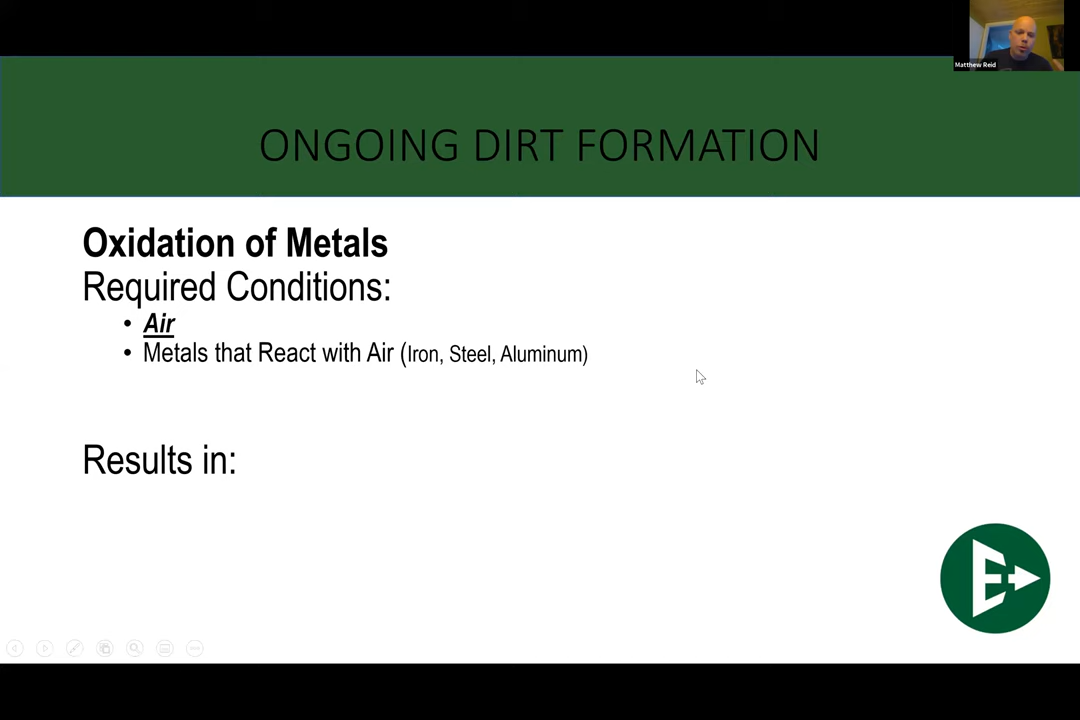 Matthew Reid
ONGOING DIRT FORMATION
Oxidation of Metals
Required Conditions:
• Air
• Metals that React with Air (Iron, Steel, Aluminum)
Results in:
E